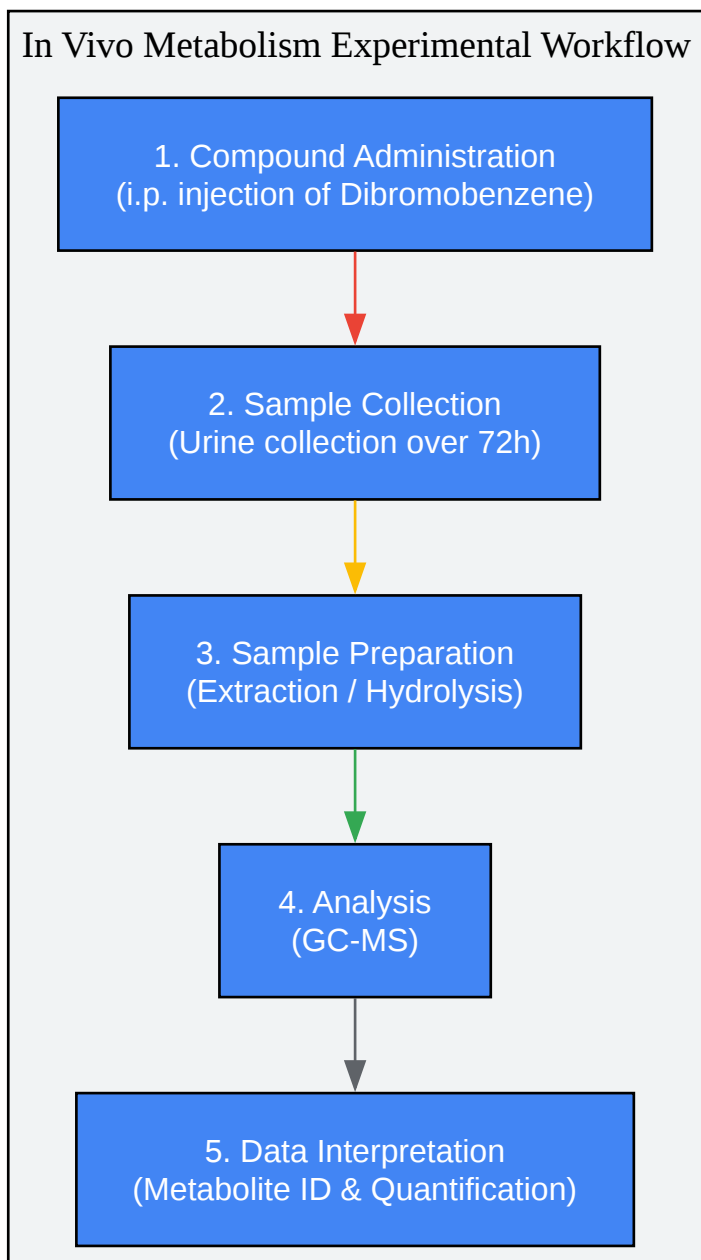 In Vivo Metabolism Experimental Workflow
1. Compound Administration
(i.p. injection of Dibromobenzene)
2. Sample Collection
(Urine collection over 72h)
3. Sample Preparation
(Extraction / Hydrolysis)
4. Analysis
(GC-MS)
5. Data Interpretation
(Metabolite ID & Quantification)